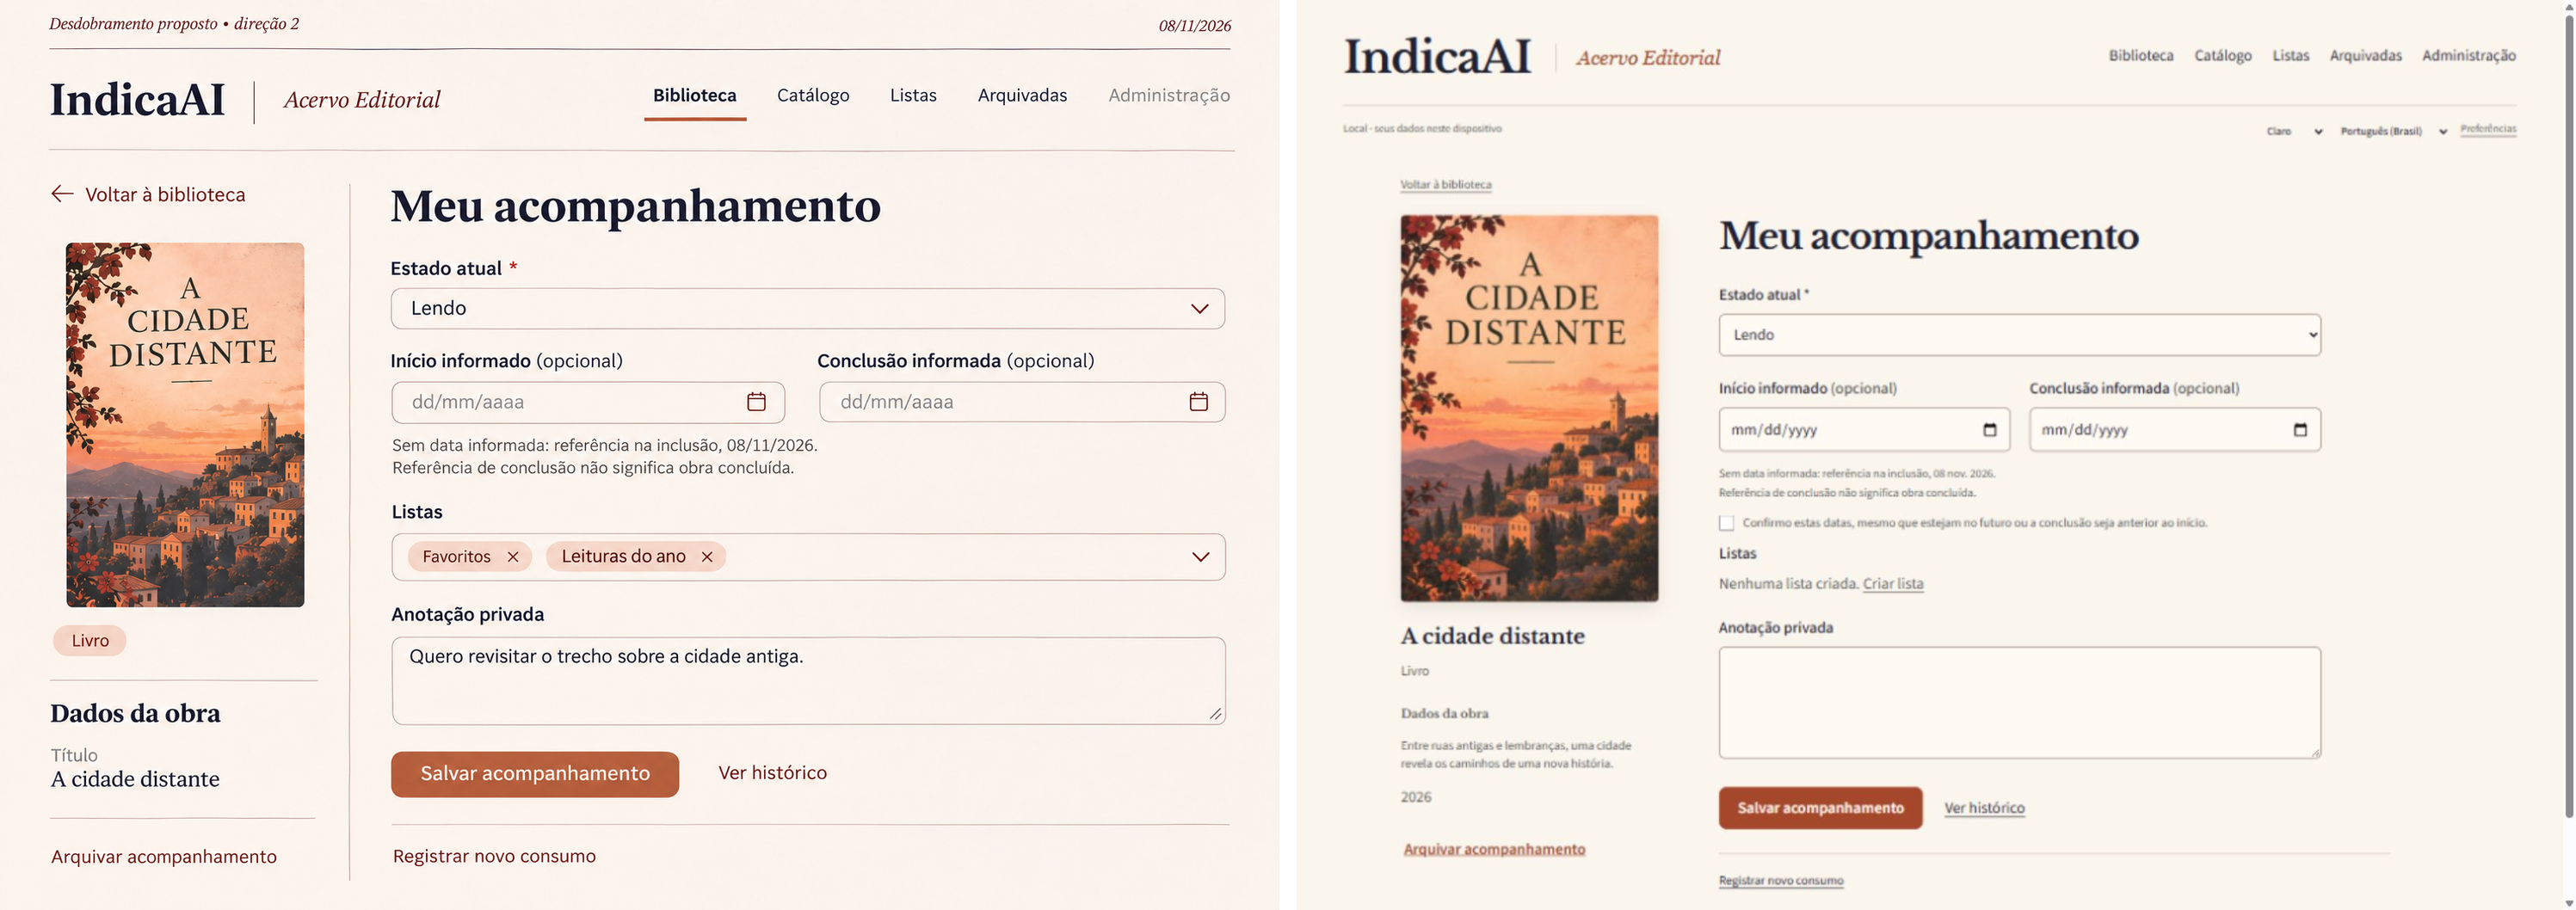 Desdobramento proposto • direção 2
08/11/2026
IndicaAI
Acervo Editorial
Biblioteca
Catálogo
Listas
Arquivadas
Administração
← Voltar à biblioteca
A
CIDADE
DISTANTE
Livro
Dados da obra
Título
A cidade distante
Arquivar acompanhamento
Meu acompanhamento
Estado atual *
Lendo
Início informado (opcional)
Conclusão informada (opcional)
dd/mm/aaaa
dd/mm/aaaa
Sem data informada: referência na inclusão, 08/11/2026.
Referência de conclusão não significa obra concluída.
Listas
Favoritos ×
Leituras do ano ×
Anotação privada
Quero revisitar o trecho sobre a cidade antiga.
Salvar acompanhamento
Ver histórico
Registrar novo consumo
IndicaAI
Acervo Editorial
Biblioteca
Catálogo
Listas
Arquivadas
Administração
Local - seus dados neste dispositivo
Claro
Português (Brasil)
Preferências
Voltar à biblioteca
A
CIDADE
DISTANTE
A cidade distante
Livro
Dados da obra
Entre ruas antigas e lembranças, uma cidade
revela os caminhos de uma nova história.
2026
Arquivar acompanhamento
Meu acompanhamento
Estado atual *
Lendo
Início informado (opcional)
Conclusão informada (opcional)
mm/dd/yyyy
mm/dd/yyyy
Sem data informada: referência na inclusão, 08 nov. 2026.
Referência de conclusão não significa obra concluída.
Confirmo estas datas, mesmo que estejam no futuro ou a conclusão seja anterior ao início.
Listas
Nenhuma lista criada. Criar lista
Anotação privada
Salvar acompanhamento
Ver histórico
Registrar novo consumo